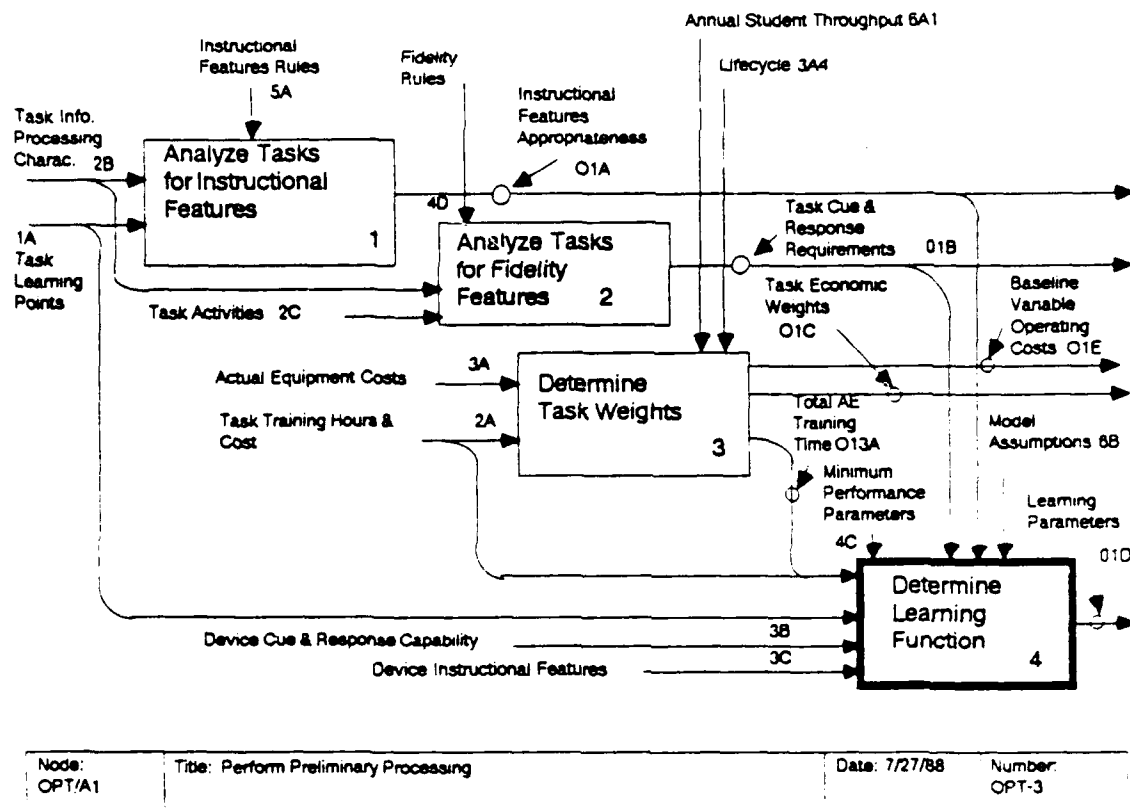 Annual Student Throughput 6A1
Instructional
Features Rules
5A
Fidelity
Rules
Lifecycle 3A4
Instructional
Features
Appropriateness
O1A
Task Info.
Processing
Charac. 2B
Analyze Tasks
for Instructional
Features
1
4D
1A
Task
Learning
Points
Analyze Tasks
for Fidelity
Features 2
Task Cue &
Response
Requirements 01B
Task Activities 2C
Task Economic
Weights
O1C
Baseline
Variable
Operating
Costs O1E
Actual Equipment Costs 3A
Determine
Task Weights
3
Task Training Hours &
Cost
2A
Total AE
Training
Time O13A
Model
Assumptions 6B
Minimum
Performance
Parameters
4C
Learning
Parameters
01D
Determine
Learning
Function
4
Device Cue & Response Capability 3B
Device Instructional Features 3C
Node:
OPT/A1
Title: Perform Preliminary Processing
Date: 7/27/88
Number:
OPT-3